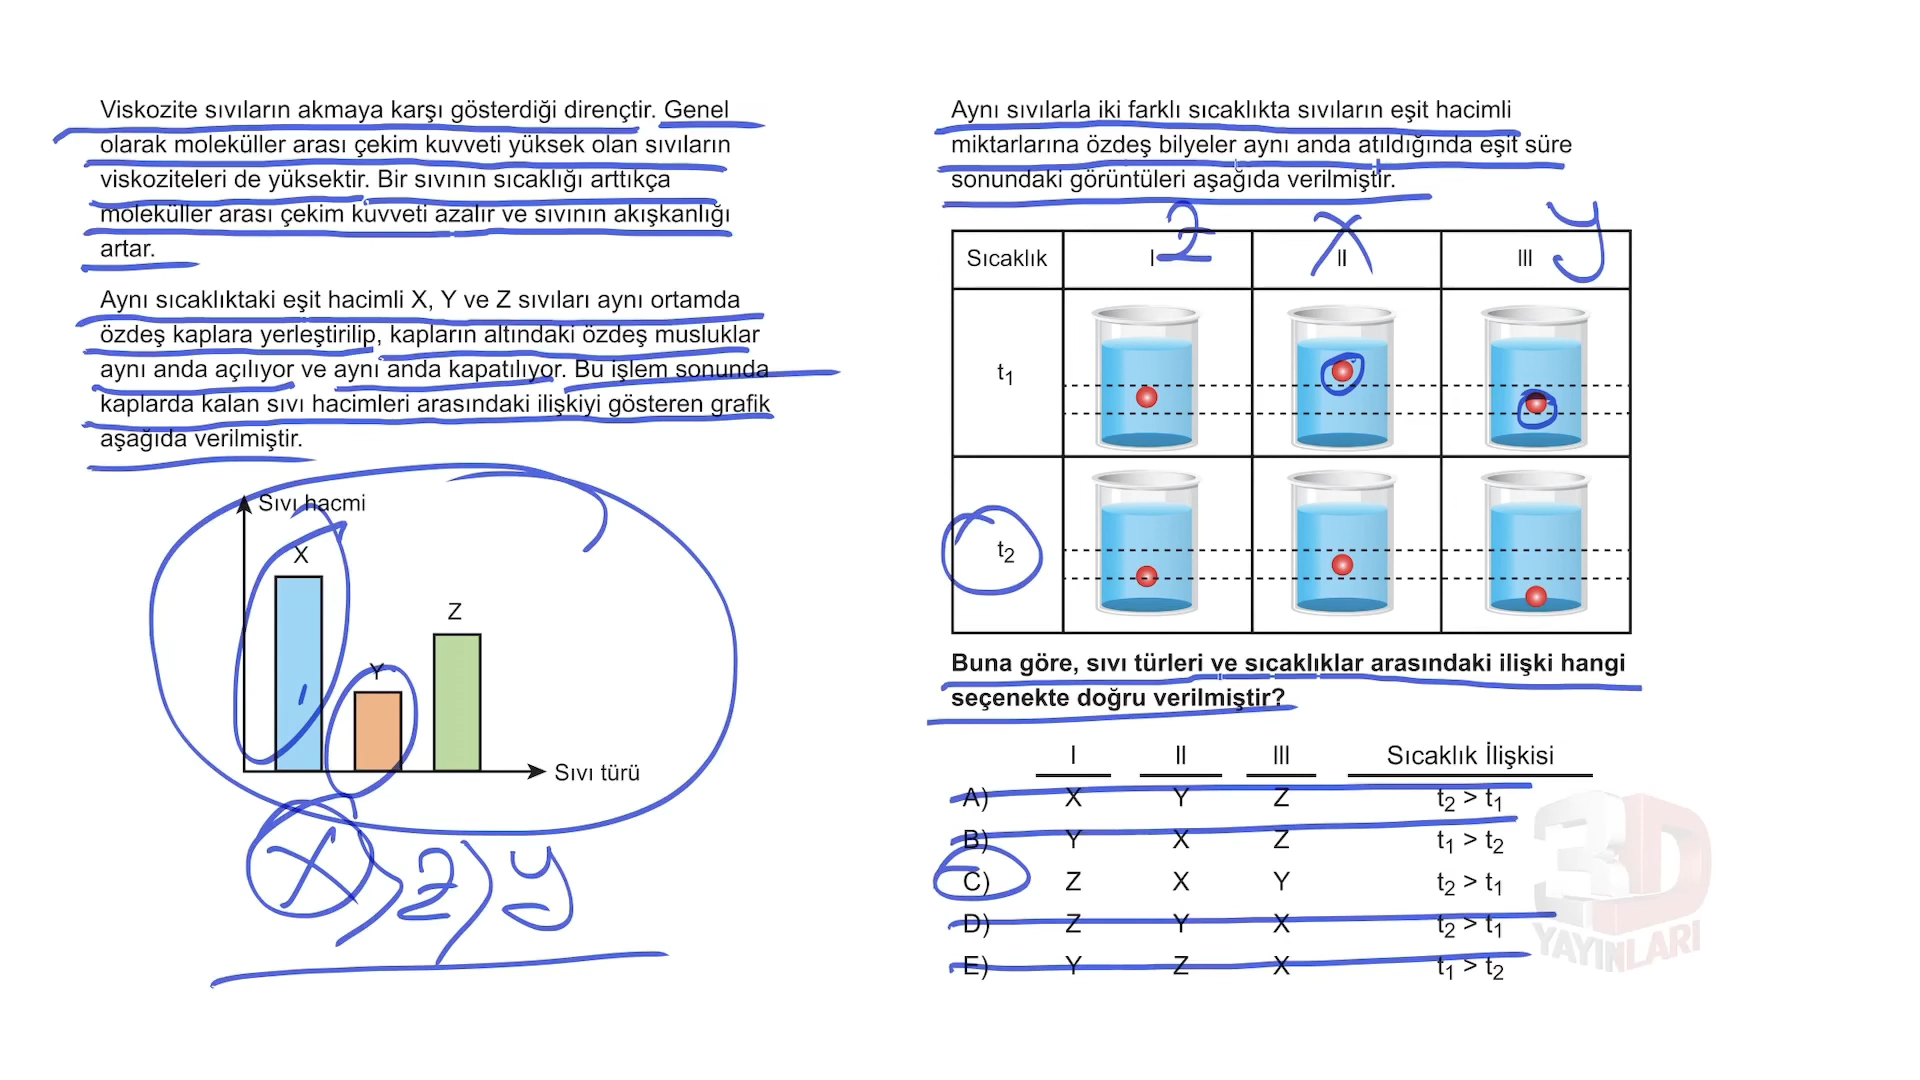 Viskozite sıvıların akmaya karşı gösterdiği dirençtir. Genel
olarak moleküller arası çekim kuvveti yüksek olan sıvıların
viskoziteleri de yüksektir. Bir sıvının sıcaklığı arttıkça
moleküller arası çekim kuvveti azalır ve sıvının akışkanlığı
artar.
Aynı sıcaklıktaki eşit hacimli X, Y ve Z sıvıları aynı ortamda
özdeş kaplara yerleştirilip, kapların altındaki özdeş musluklar
aynı anda açılıyor ve aynı anda kapatılıyor. Bu işlem sonunda
kaplarda kalan sıvı hacimleri arasındaki ilişkiyi gösteren grafik
aşağıda verilmiştir.
Sıvı hacmi
X
Y
Z
Sıvı türü
X > Z > Y
Aynı sıvılarla iki farklı sıcaklıkta sıvıların eşit hacimli
miktarlarına özdeş bilyeler aynı anda atıldığında eşit süre
sonundaki görüntüleri aşağıda verilmiştir.
Z X y
Sıcaklık I II III
t1
t2
Buna göre, sıvı türleri ve sıcaklıklar arasındaki ilişki hangi
seçenekte doğru verilmiştir?
I II III Sıcaklık İlişkisi
A) X Y Z t2 > t1
B) Y X Z t1 > t2
C) Z X Y t2 > t1
D) Z Y X t2 > t1
E) Y Z X t1 > t2
3D
YAYINLARI